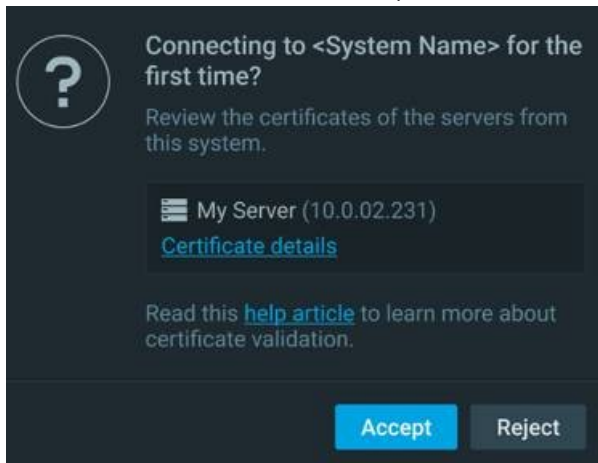 Connecting to <System Name> for the
first time?
Review the certificates of the servers from
this system.
My Server (10.0.02.231)
Certificate details
Read this help article to learn more about
certificate validation.
Accept Reject